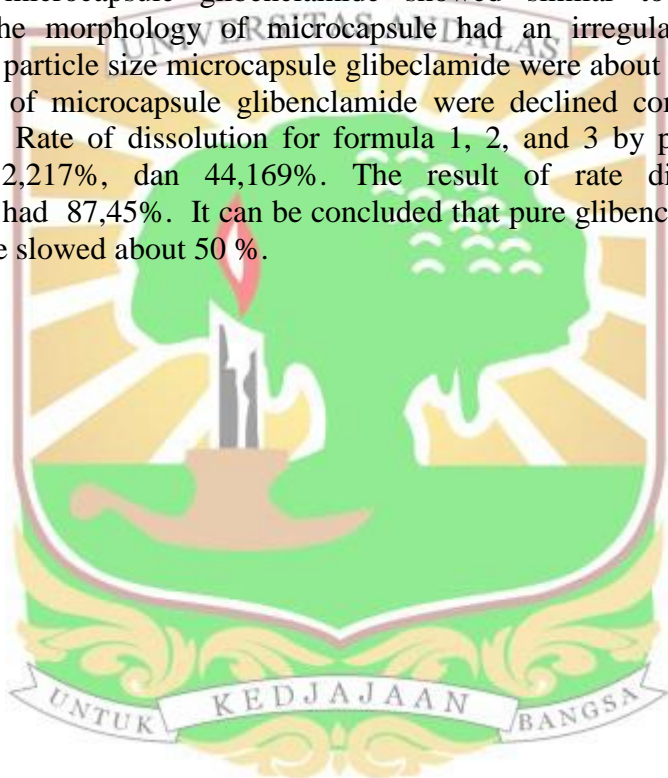 microcapsule glibenclamide showed similar to
he morphology of microcapsule had an irregula
particle size microcapsule glibeclamide were about
of microcapsule glibenclamide were declined con
Rate of dissolution for formula 1, 2, and 3 by p
2,217%, dan 44,169%. The result of rate di
had 87,45%. It can be concluded that pure glibenc
e slowed about 50 %.
UNIVERSITAS ANDALAS
UNTUK KEDJAJAAN BANGSA